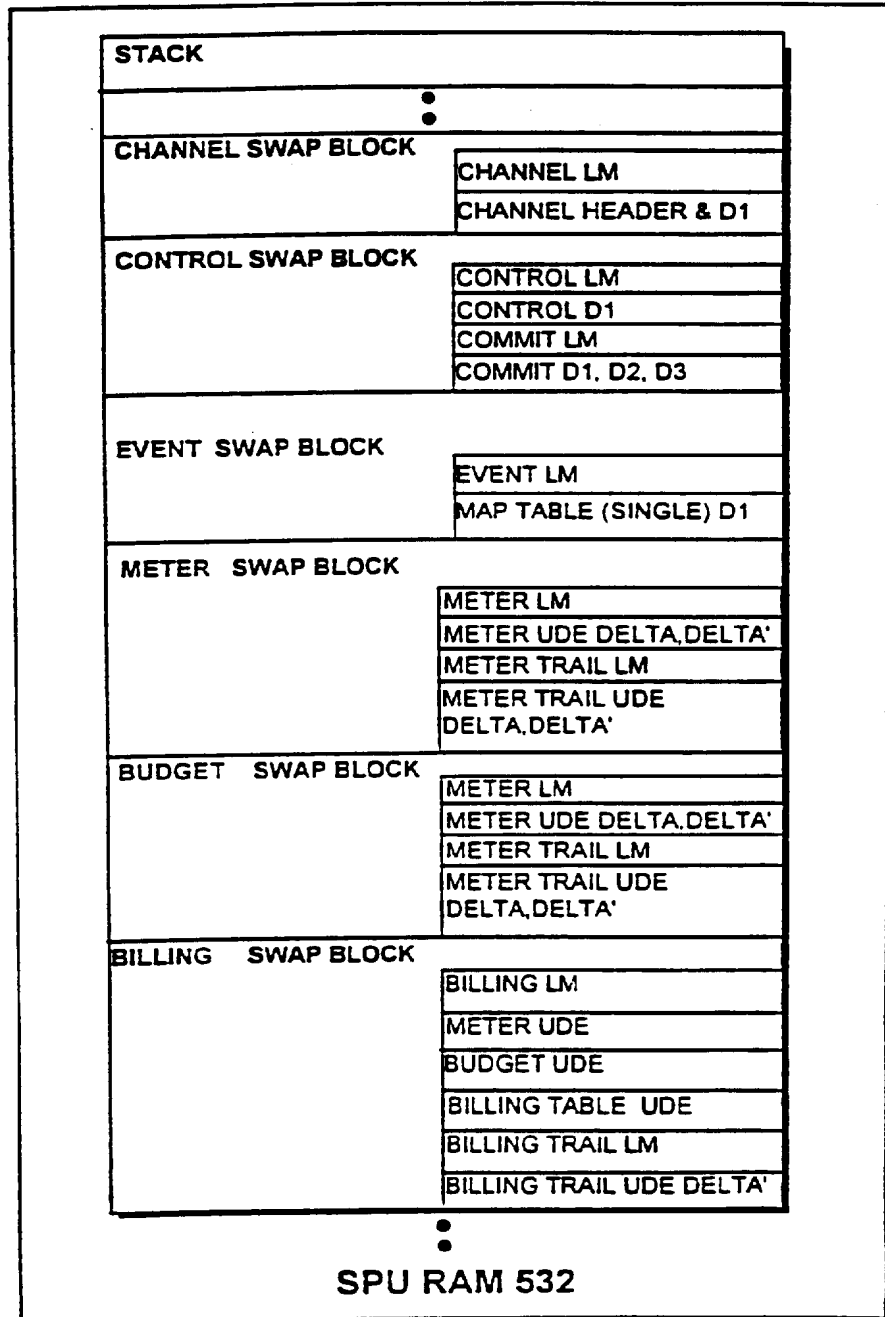 STACK
CHANNEL SWAP BLOCK
CHANNEL LM
CHANNEL HEADER & D1
CONTROL SWAP BLOCK
CONTROL LM
CONTROL D1
COMMIT LM
COMMIT D1, D2, D3
EVENT SWAP BLOCK
EVENT LM
MAP TABLE (SINGLE) D1
METER SWAP BLOCK
METER LM
METER UDE DELTA,DELTA'
METER TRAIL LM
METER TRAIL UDE
DELTA,DELTA'
BUDGET SWAP BLOCK
METER LM
METER UDE DELTA,DELTA'
METER TRAIL LM
METER TRAIL UDE
DELTA,DELTA'
BILLING SWAP BLOCK
BILLING LM
METER UDE
BUDGET UDE
BILLING TABLE UDE
BILLING TRAIL LM
BILLING TRAIL UDE DELTA'
SPU RAM 532